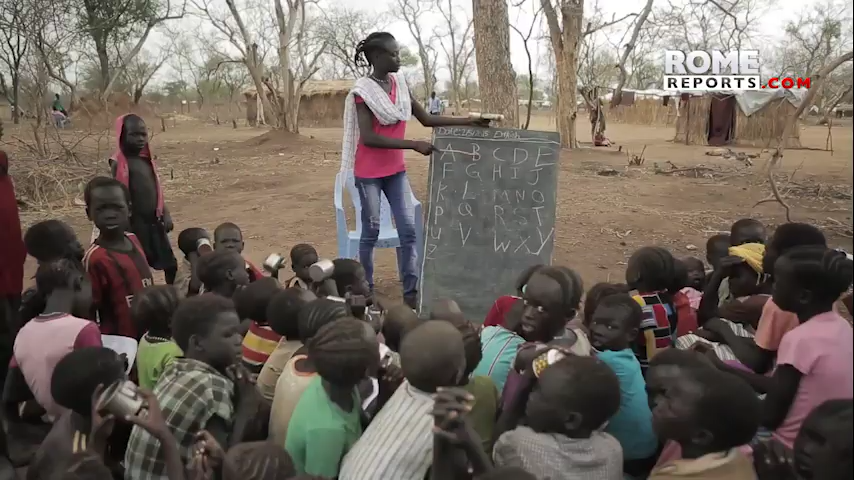 ROME
REPORTS.COM
A B C D E
F G H I J
K L M N O
P Q R S T
U V W X Y
Z